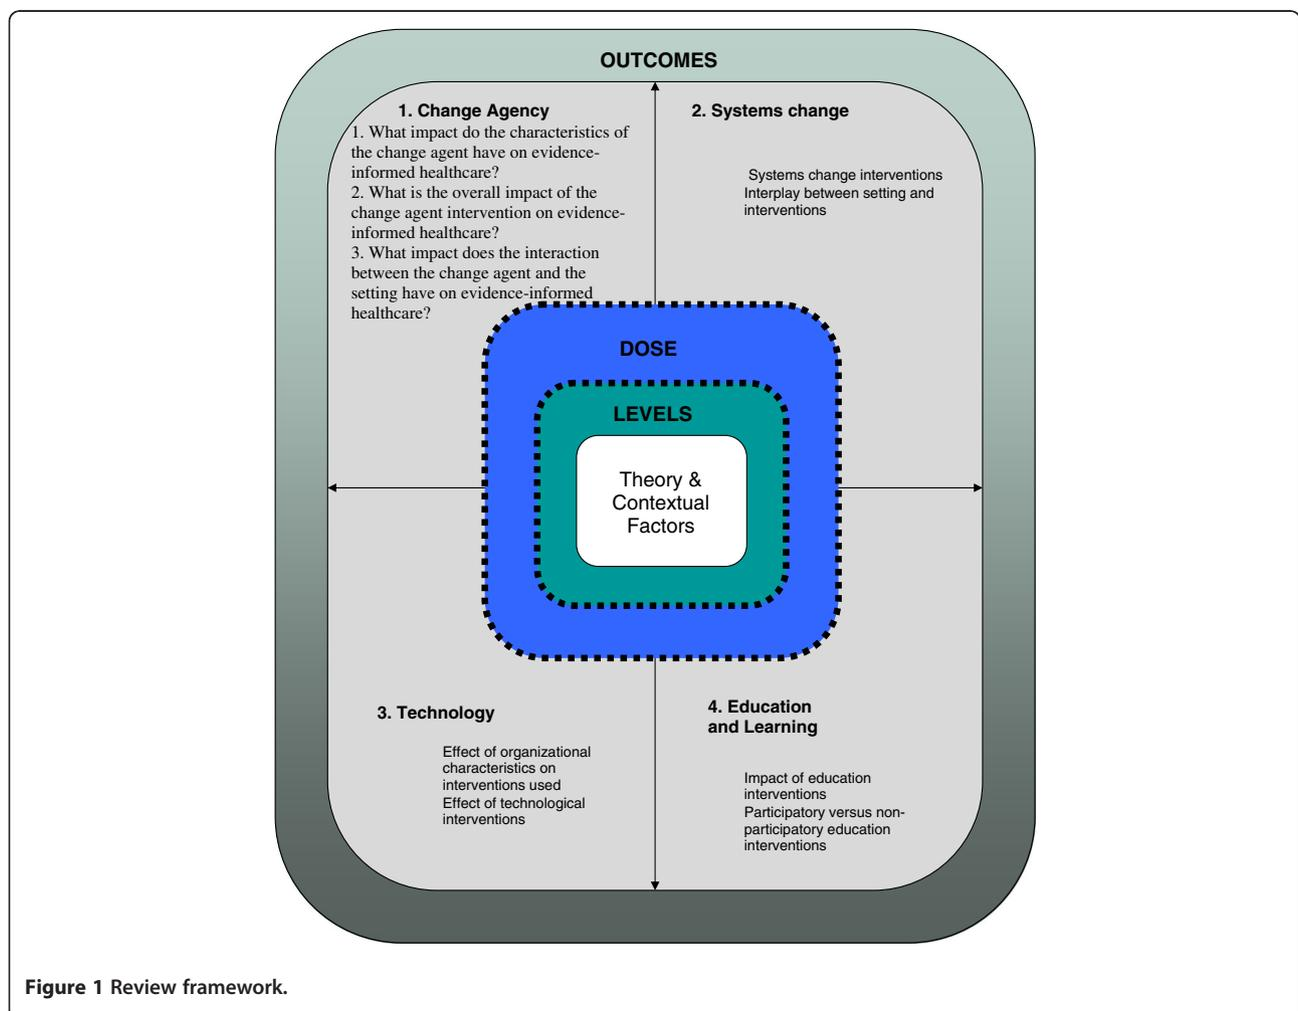 OUTCOMES
1. Change Agency
1. What impact do the characteristics of
the change agent have on evidence-
informed healthcare?
2. What is the overall impact of the
change agent intervention on evidence-
informed healthcare?
3. What impact does the interaction
between the change agent and the
setting have on evidence-informed
healthcare?
2. Systems change
Systems change interventions
Interplay between setting and
interventions
DOSE
LEVELS
Theory &
Contextual
Factors
3. Technology
Effect of organizational
characteristics on
interventions used
Effect of technological
interventions
4. Education
and Learning
Impact of education
interventions
Participatory versus non-
participatory education
interventions
Figure 1 Review framework.